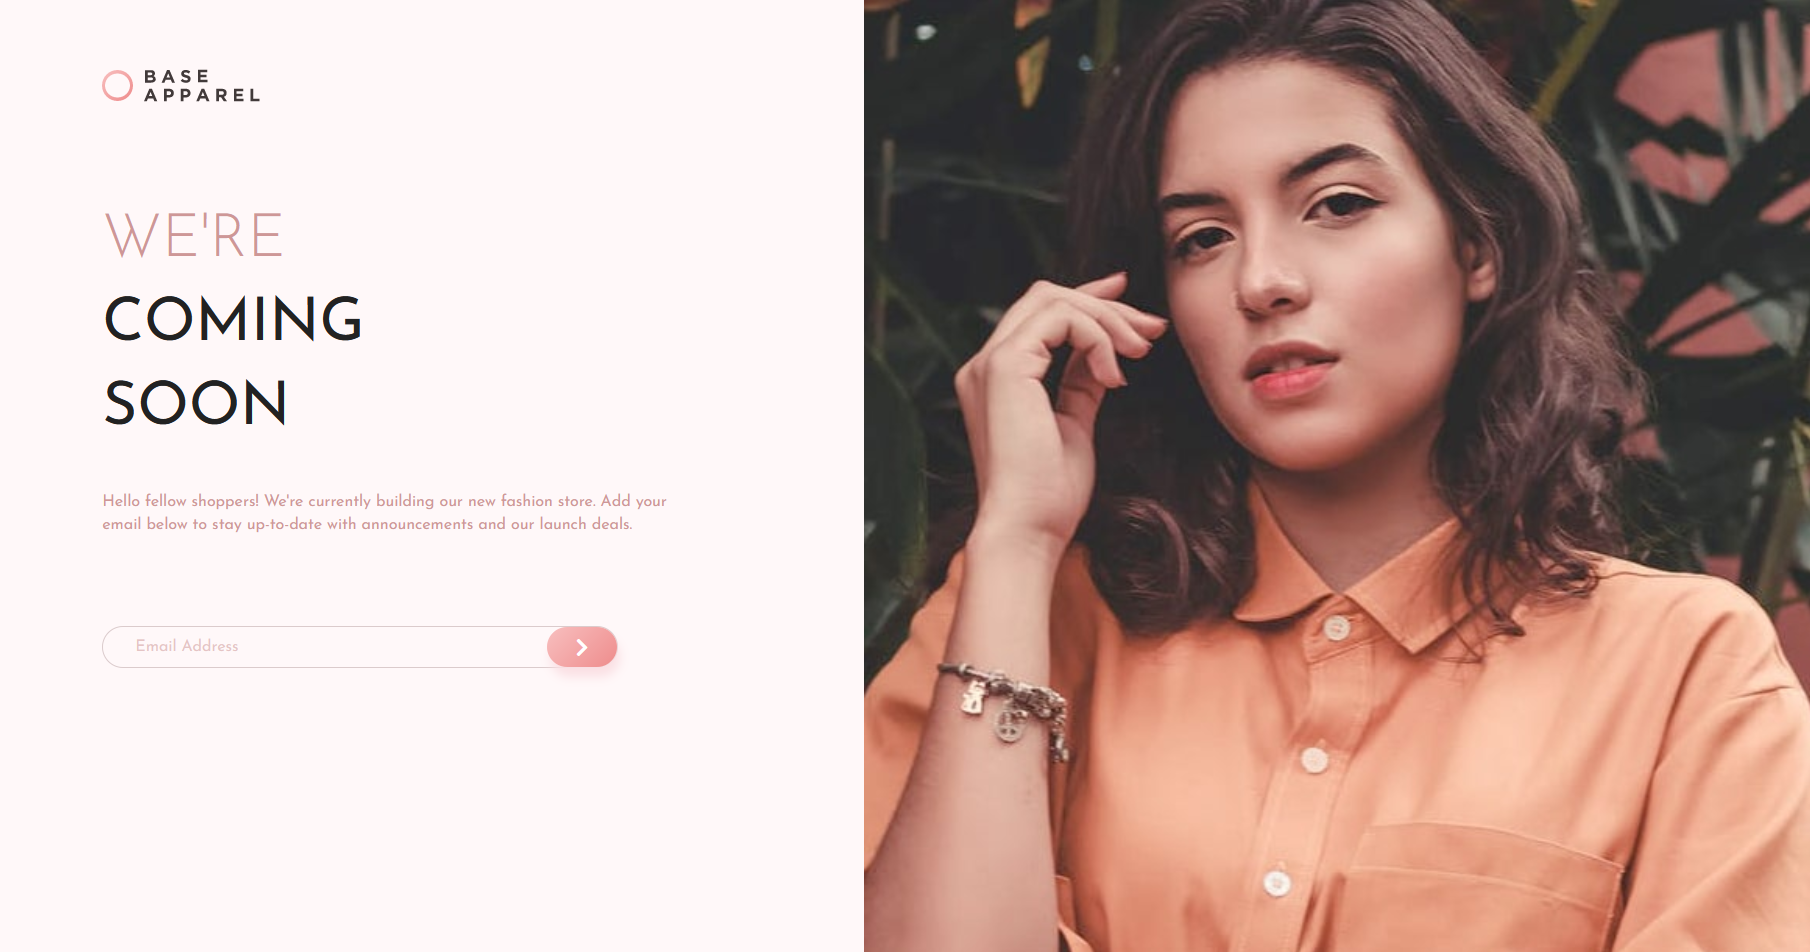 BASE
APPAREL
WE'RE
COMING
SOON
Hello fellow shoppers! We're currently building our new fashion store. Add your
email below to stay up-to-date with announcements and our launch deals.
Email Address